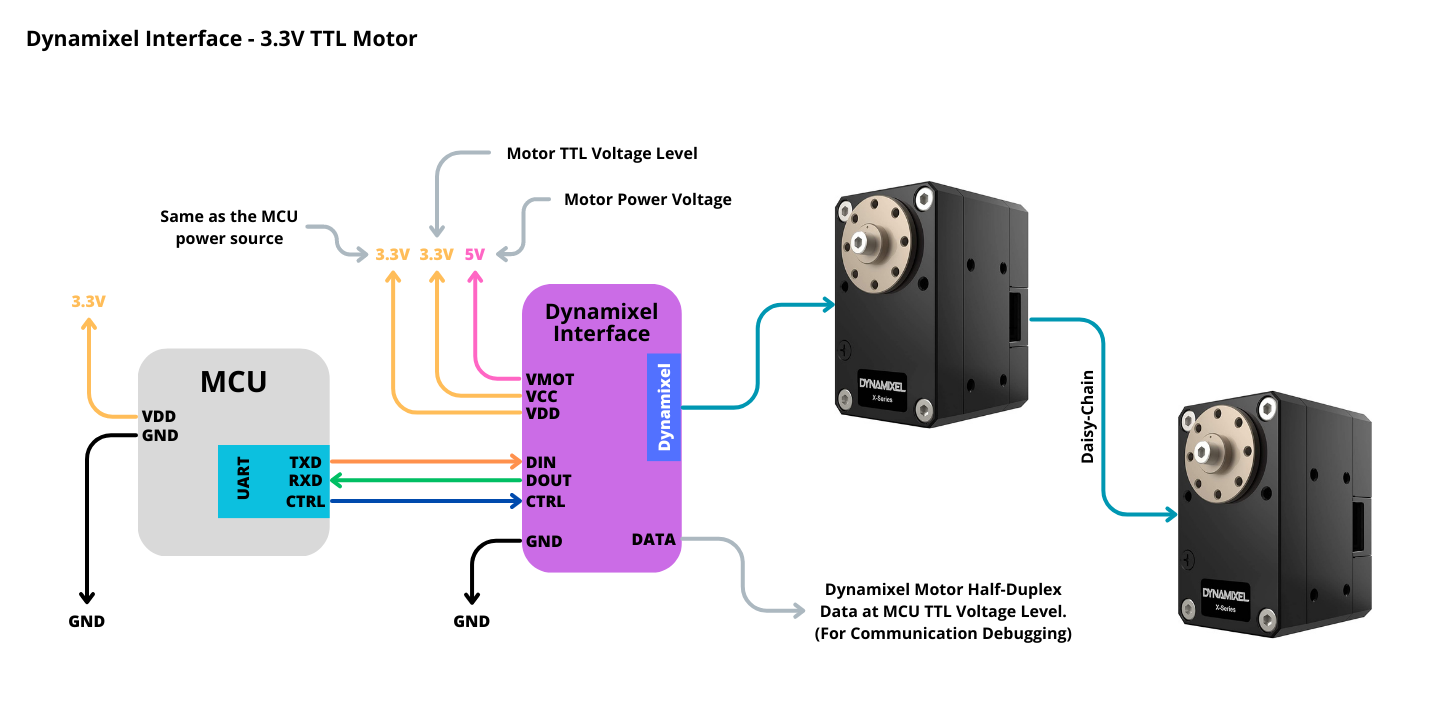 Dynamixel Interface - 3.3V TTL Motor
Motor TTL Voltage Level
Motor Power Voltage
Same as the MCU
power source
3.3V 3.3V 5V
3.3V
MCU
VDD
GND
UART
TXD
RXD
CTRL
GND
Dynamixel
Interface
VMOT
VCC
VDD
Dynamixel
DIN
DOUT
CTRL
GND
DATA
GND
DYNAMIXEL
X-Series
Daisy-Chain
DYNAMIXEL
X-Series
Dynamixel Motor Half-Duplex
Data at MCU TTL Voltage Level.
(For Communication Debugging)